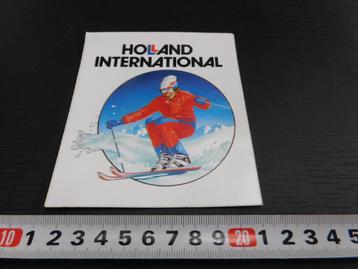 HOLLAND
INTERNATIONAL
10 1 2 3 4 5 6 7 8 9 20 1 2 3 4 5